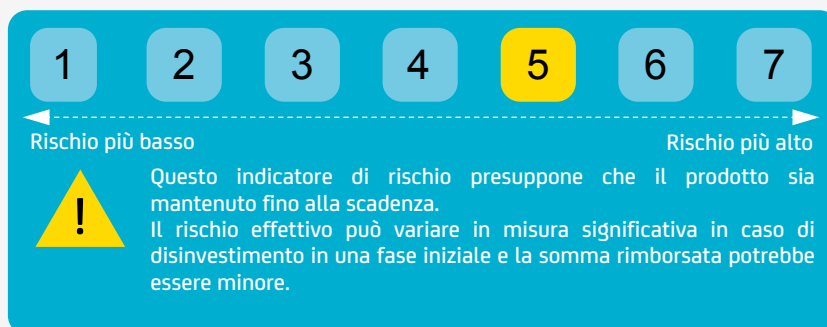 1 2 3 4 5 6 7
Rischio più basso Rischio più alto
Questo indicatore di rischio presuppone che il prodotto sia
mantenuto fino alla scadenza.
Il rischio effettivo può variare in misura significativa in caso di
disinvestimento in una fase iniziale e la somma rimborsata potrebbe
essere minore.
!